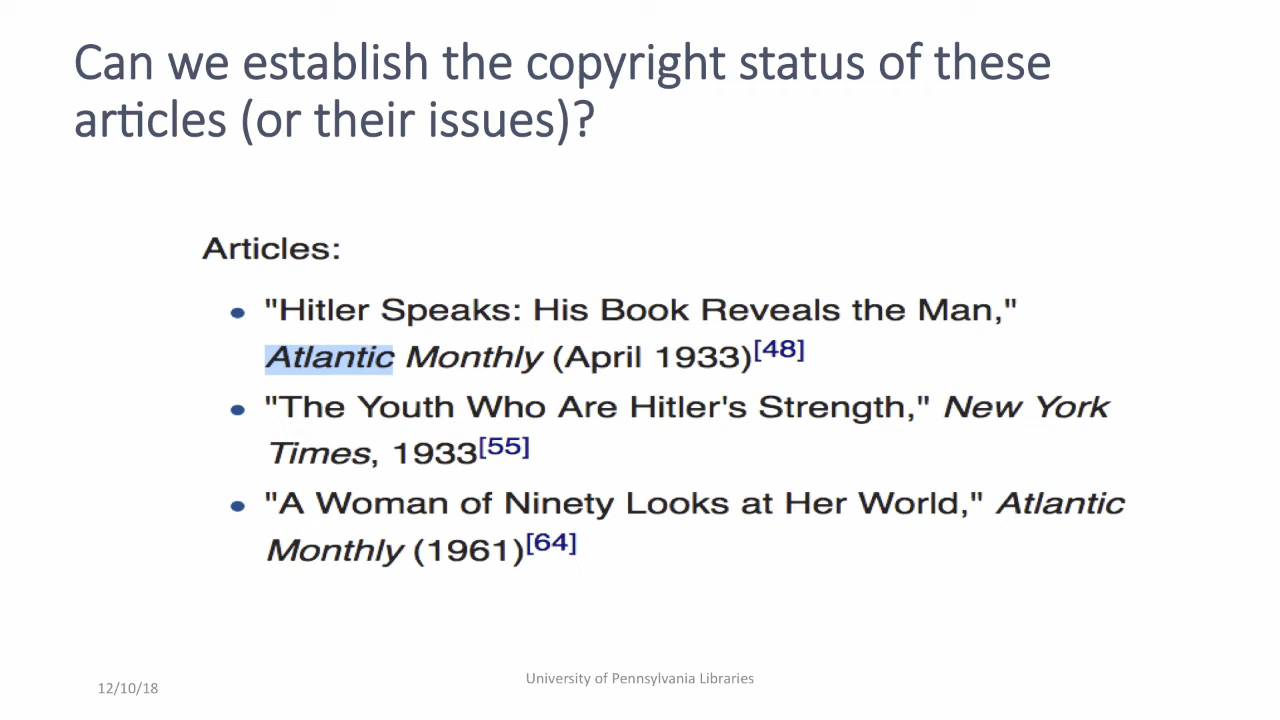 Can we establish the copyright status of these
articles (or their issues)?
Articles:
• "Hitler Speaks: His Book Reveals the Man,"
Atlantic Monthly (April 1933)[48]
• "The Youth Who Are Hitler's Strength," New York
Times, 1933[55]
• "A Woman of Ninety Looks at Her World," Atlantic
Monthly (1961)[64]
12/10/18
University of Pennsylvania Libraries